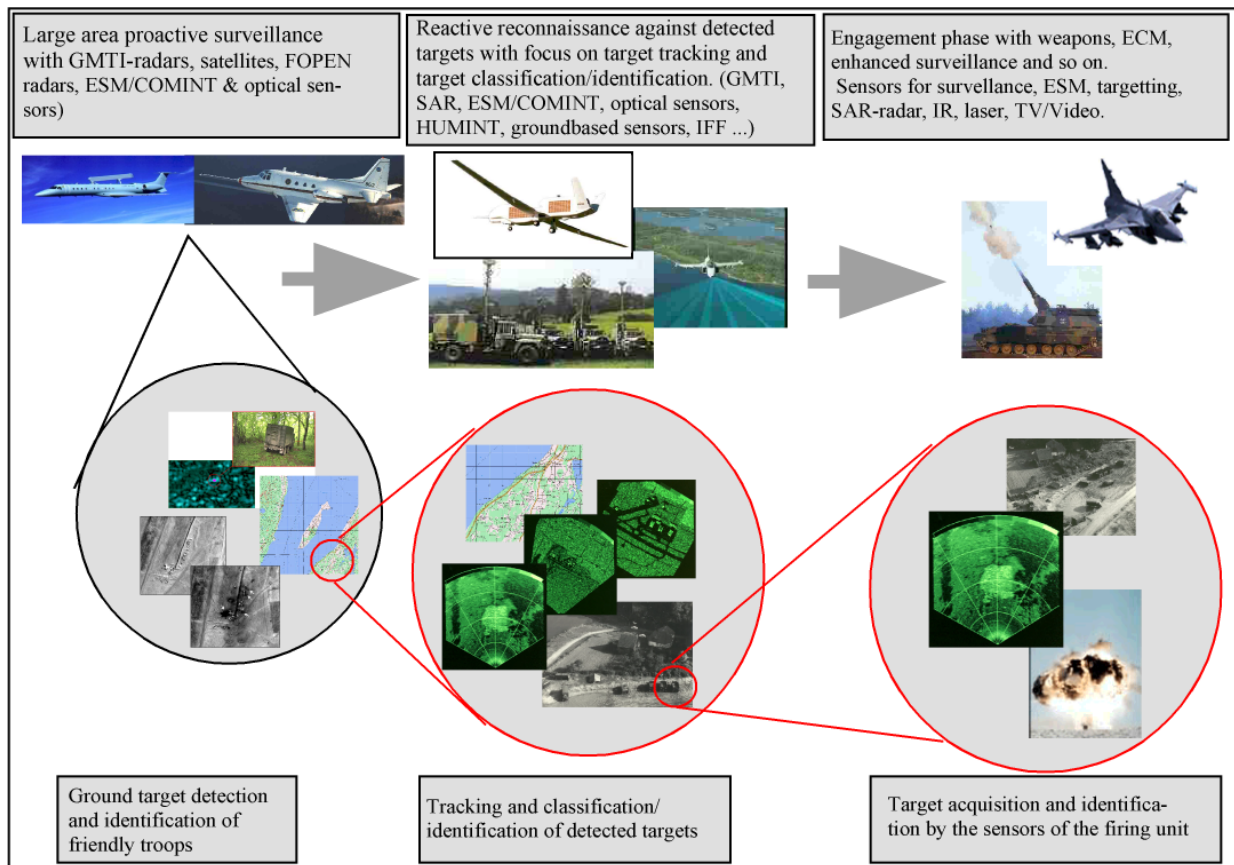 Large area proactive surveillance
with GMTI-radars, satellites, FOPEN
radars, ESM/COMINT & optical sen-
sors)
Reactive reconnaissance against detected
targets with focus on target tracking and
target classification/identification. (GMTI,
SAR, ESM/COMINT, optical sensors,
HUMINT, groundbased sensors, IFF ...)
Engagement phase with weapons, ECM,
enhanced surveillance and so on.
Sensors for survellance, ESM, targetting,
SAR-radar, IR, laser, TV/Video.
Ground target detection
and identification of
friendly troops
Tracking and classification/
identification of detected targets
Target acquisition and identifica-
tion by the sensors of the firing unit